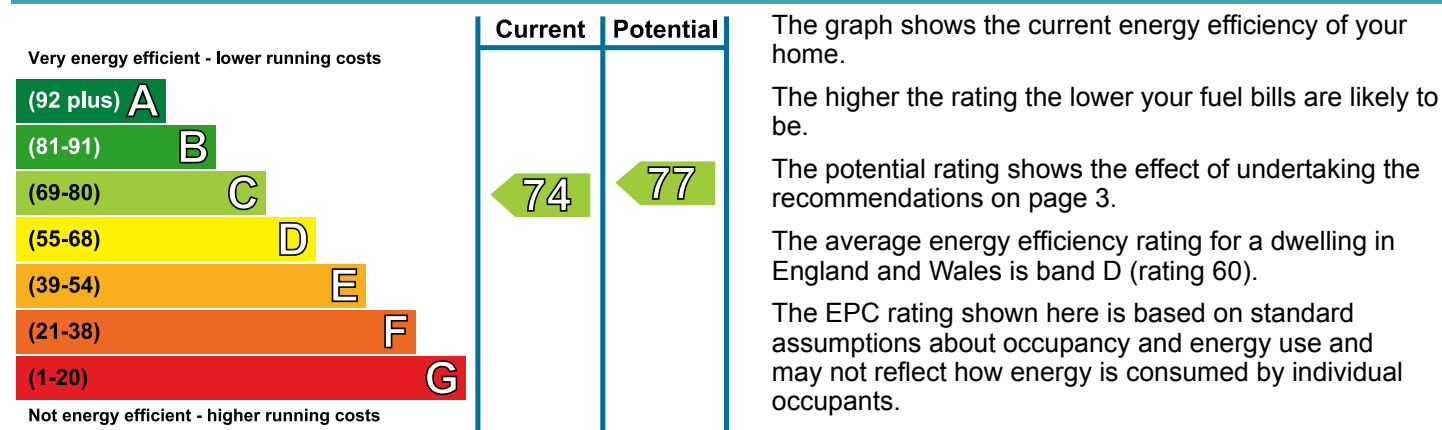 Current Potential
Very energy efficient - lower running costs
(92 plus) A
(81-91) B
(69-80) C
(55-68) D
(39-54) E
(21-38) F
(1-20) G
Not energy efficient - higher running costs
74
77
The graph shows the current energy efficiency of your
home.
The higher the rating the lower your fuel bills are likely to
be.
The potential rating shows the effect of undertaking the
recommendations on page 3.
The average energy efficiency rating for a dwelling in
England and Wales is band D (rating 60).
The EPC rating shown here is based on standard
assumptions about occupancy and energy use and
may not reflect how energy is consumed by individual
occupants.